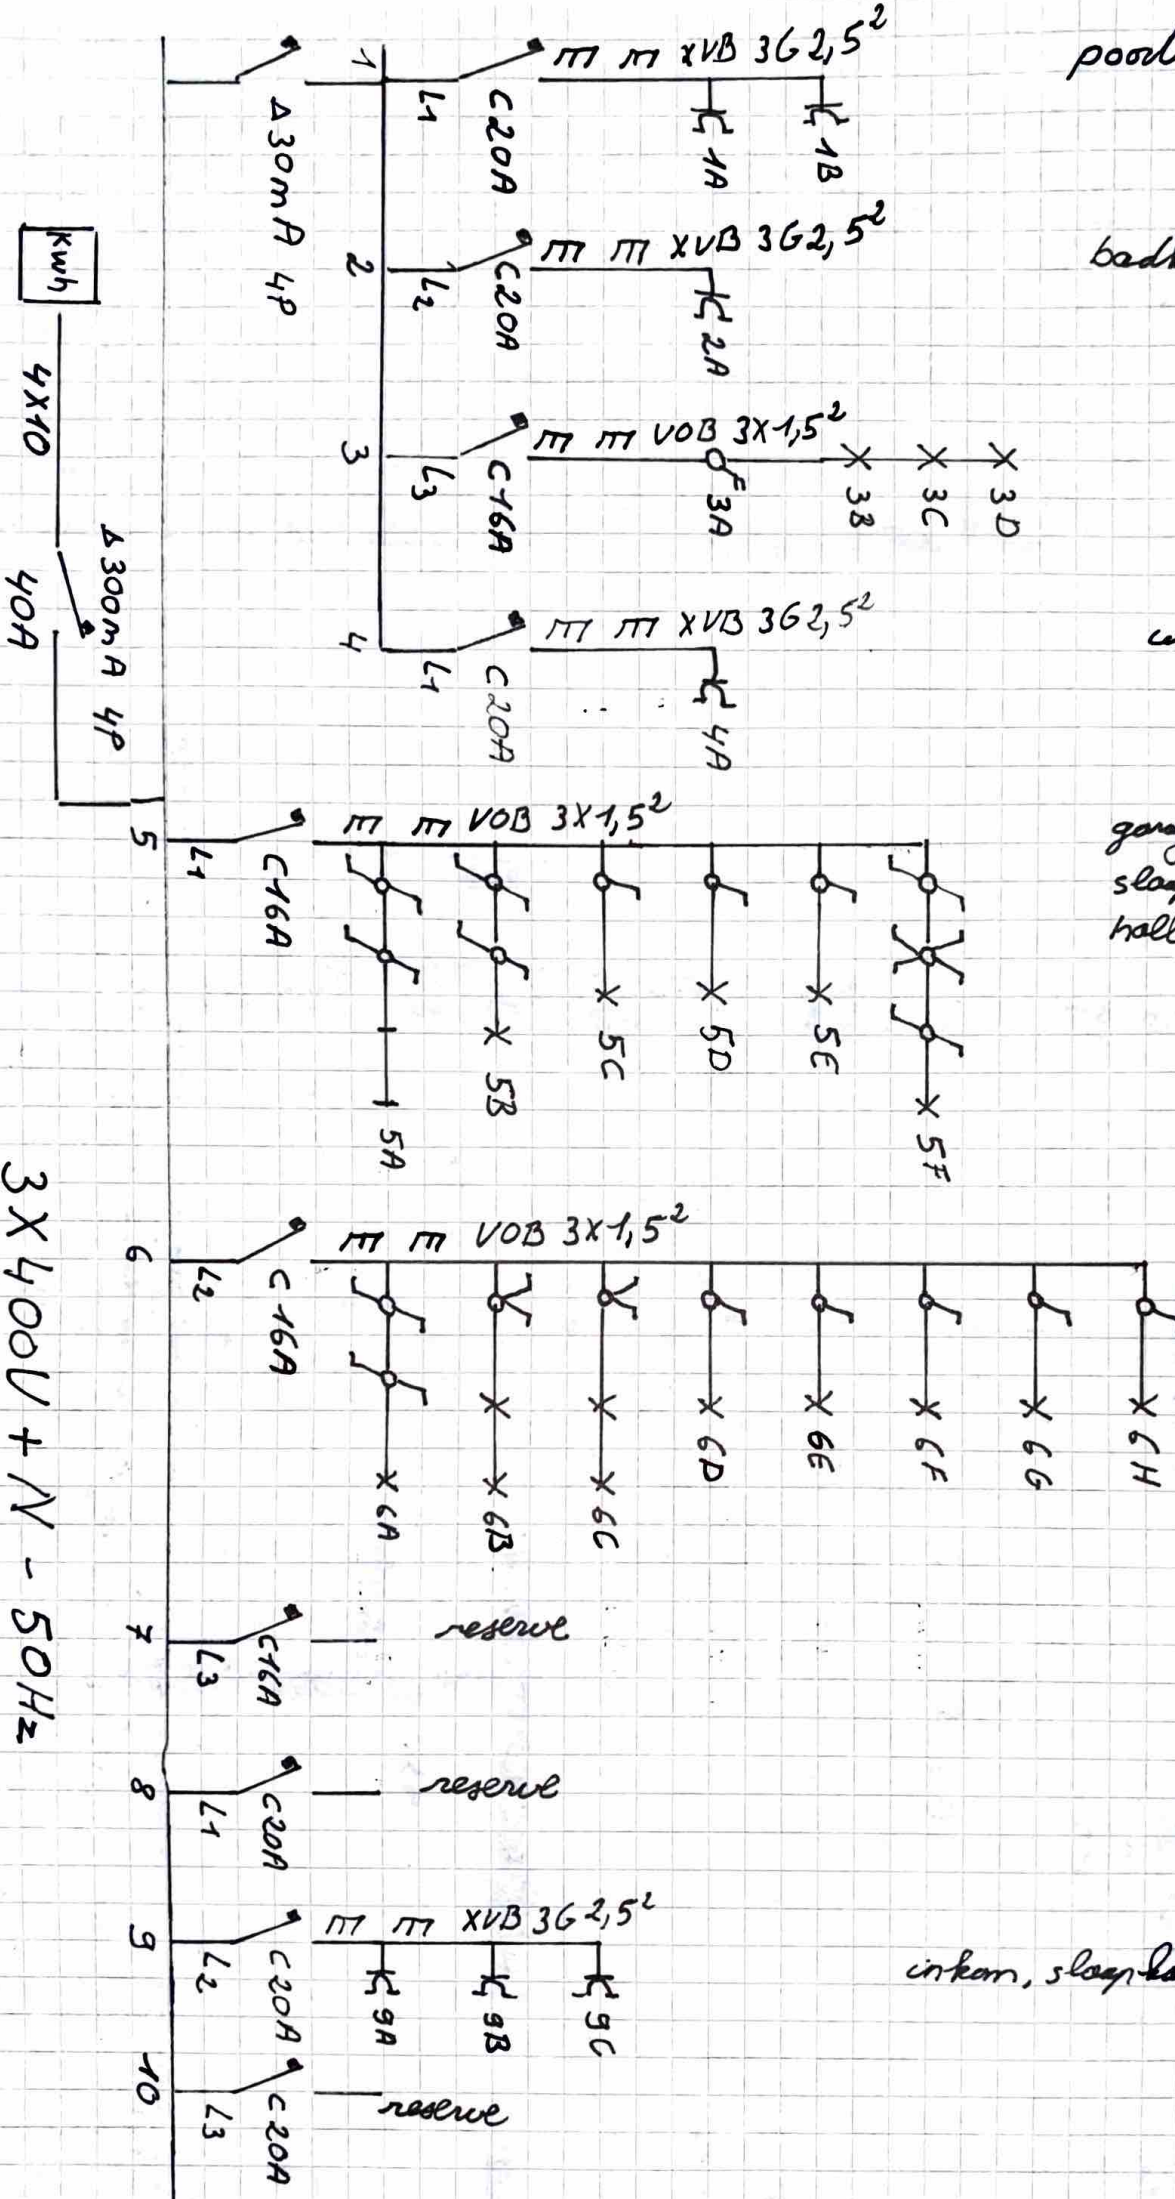 1
L1
C20A
m m XVB 3G 2,5²
1A
1B
Δ30mA 4P
2
L2
C20A
m m XVB 3G2,5²
2A
kwh
4X10
Δ300mA 4P
40A
3
L3
C16A
m m VOB 3X1,5²
3A
3B
3C
3D
4
L1
C20A
m m XVB 3G2,5²
4A
5
L1
C16A
m m VOB 3X1,5²
5A
5B
5C
5D
5E
5F
hall
3X400V+N-50Hz
6
L2
C16A
m m VOB 3X1,5²
6A
6B
6C
6D
6E
6F
6G
6H
7
L3
C16A
reserve
8
L1
C20A
reserve
9
L2
C20A
m m XVB 3G2,5²
9A
9B
9C
inkom,
10
L3
C20A
reserve